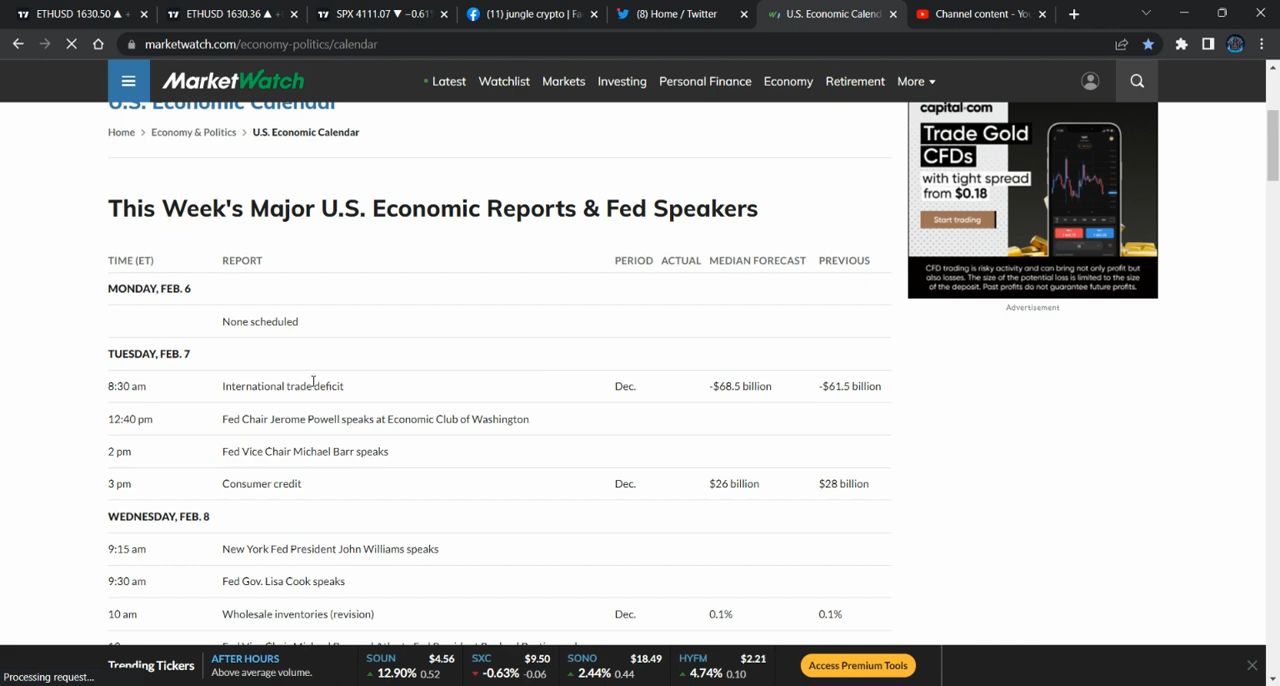 ETHUSD 1630.50 ▲ +
ETHUSD 1630.36 ▲ +
SPX 4111.07 ▼ −0.61
(11) jungle crypto | Fa
(8) Home / Twitter
U.S. Economic Calend
Channel content - Yo
marketwatch.com/economy-politics/calendar
MarketWatch
Latest Watchlist Markets Investing Personal Finance Economy Retirement More
U.S. Economic Calendar
Home > Economy & Politics > U.S. Economic Calendar
This Week's Major U.S. Economic Reports & Fed Speakers
TIME (ET) REPORT PERIOD ACTUAL MEDIAN FORECAST PREVIOUS
MONDAY, FEB. 6
None scheduled
TUESDAY, FEB. 7
8:30 am International trade deficit Dec. -$68.5 billion -$61.5 billion
12:40 pm Fed Chair Jerome Powell speaks at Economic Club of Washington
2 pm Fed Vice Chair Michael Barr speaks
3 pm Consumer credit Dec. $26 billion $28 billion
WEDNESDAY, FEB. 8
9:15 am New York Fed President John Williams speaks
9:30 am Fed Gov. Lisa Cook speaks
10 am Wholesale inventories (revision) Dec. 0.1% 0.1%
capital.com
Trade Gold
CFDs
with tight spread
from $0.18
Start trading
CFD trading is risky activity and can bring not only profit but
also losses. The size of the potential loss is limited to the size
of the deposit. Past profits do not guarantee future profits.
Advertisement
Trending Tickers
AFTER HOURS
Above average volume.
SOUN $4.56
▲ 12.90% 0.52
SXC $9.50
▼ -0.63% -0.06
SONO $18.49
▲ 2.44% 0.44
HYFM $2.21
▲ 4.74% 0.10
Access Premium Tools
Processing request...